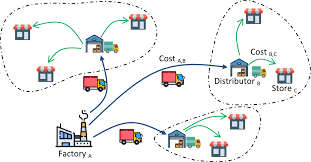 Cost A,B
Cost B,C
Distributor B
Store C
Factory A